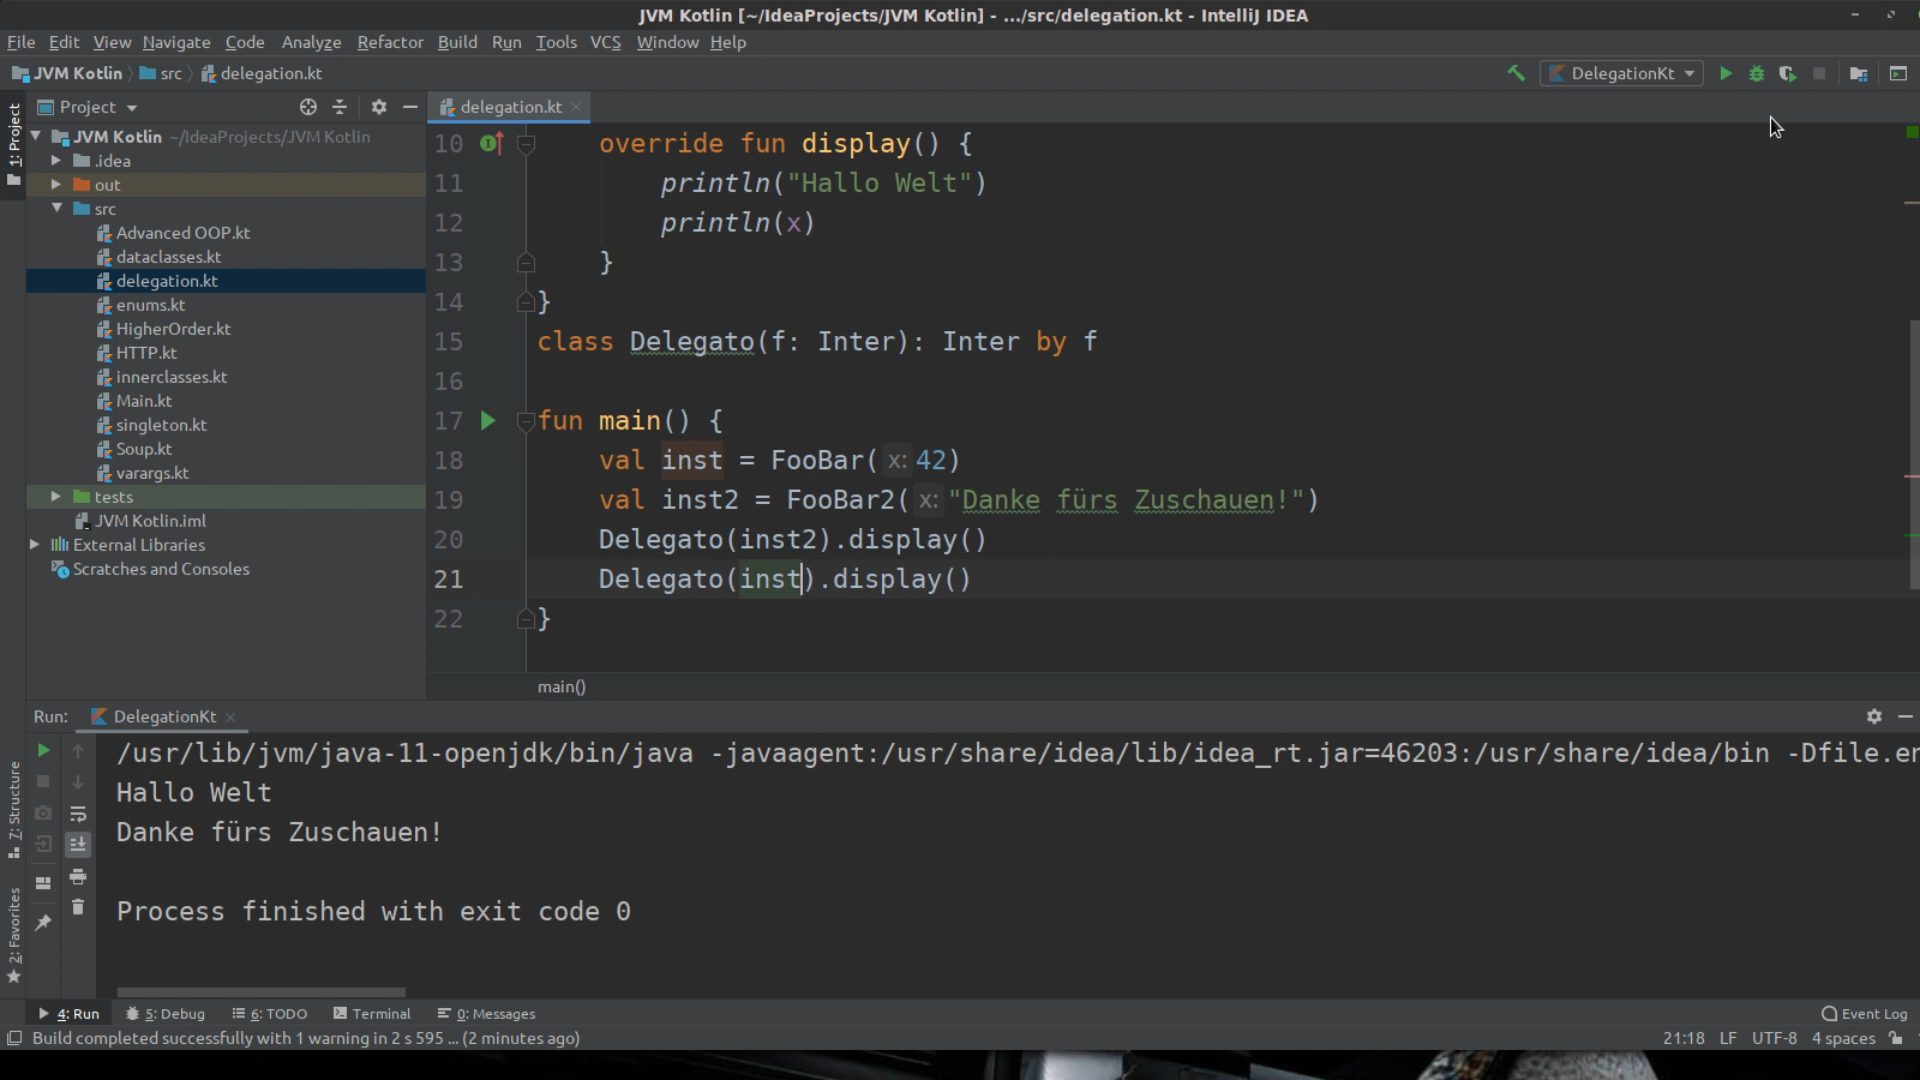 JVM Kotlin [~/IdeaProjects/JVM Kotlin] - .../src/delegation.kt - IntelliJ IDEA
File Edit View Navigate Code Analyze Refactor Build Run Tools VCS Window Help
JVM Kotlin src delegation.kt DelegationKt
1: Project
Project
delegation.kt
JVM Kotlin ~/IdeaProjects/JVM Kotlin
.idea
out
src
Advanced OOP.kt
dataclasses.kt
delegation.kt
enums.kt
HigherOrder.kt
HTTP.kt
innerclasses.kt
Main.kt
singleton.kt
Soup.kt
varargs.kt
tests
JVM Kotlin.iml
External Libraries
Scratches and Consoles
10 override fun display() {
11 println("Hallo Welt")
12 println(x)
13 }
14 }
15 class Delegato(f: Inter): Inter by f
16
17 fun main() {
18 val inst = FooBar( x: 42)
19 val inst2 = FooBar2( x: "Danke fürs Zuschauen!")
20 Delegato(inst2).display()
21 Delegato(inst).display()
22 }
main()
Run: DelegationKt
/usr/lib/jvm/java-11-openjdk/bin/java -javaagent:/usr/share/idea/lib/idea_rt.jar=46203:/usr/share/idea/bin -Dfile.en
Hallo Welt
Danke fürs Zuschauen!
Process finished with exit code 0
7: Structure
2: Favorites
4: Run 5: Debug 6: TODO Terminal 0: Messages Event Log
Build completed successfully with 1 warning in 2 s 595 ... (2 minutes ago) 21:18 LF UTF-8 4 spaces